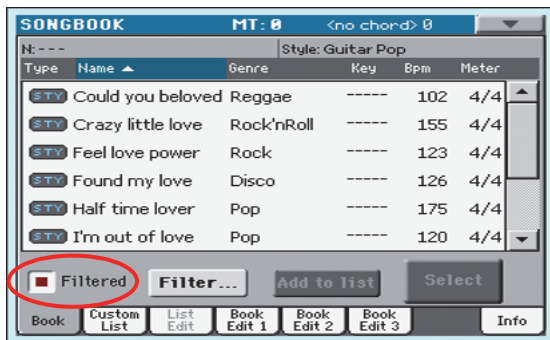 SONGBOOK MT: 0 <no chord> 0
N: --- Style: Guitar Pop
Type Name Genre Key Bpm Meter
STY Could you beloved Reggae ----- 102 4/4
STY Crazy little love Rock'nRoll ----- 155 4/4
STY Feel love power Rock ----- 123 4/4
STY Found my love Disco ----- 126 4/4
STY Half time lover Pop ----- 175 4/4
STY I'm out of love Pop ----- 120 4/4
Filtered Filter... Add to list Select
Book Custom List List Edit Book Edit 1 Book Edit 2 Book Edit 3 Info